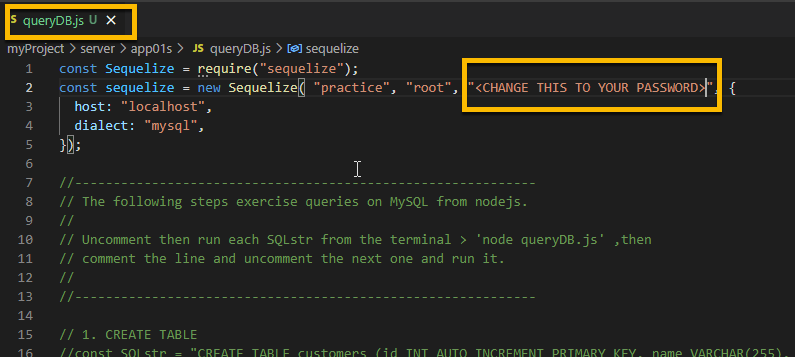 JS queryDB.js U X
myProject > server > app01s > JS queryDB.js > sequelize
1 const Sequelize = require("sequelize");
2 const sequelize = new Sequelize( "practice", "root", "<CHANGE THIS TO YOUR PASSWORD>", {
3 host: "localhost",
4 dialect: "mysql",
5 });
6
7 //----------------------------------------------------------
8 // The following steps exercise queries on MySQL from nodejs.
9 //
10 // Uncomment then run each SQLstr from the terminal > 'node queryDB.js' ,then
11 // comment the line and uncomment the next one and run it.
12 //
13 //----------------------------------------------------------
14
15 // 1. CREATE TABLE
16 //const SQLstr = "CREATE TABLE customers (id INT AUTO_INCREMENT PRIMARY KEY, name VARCHAR(255),